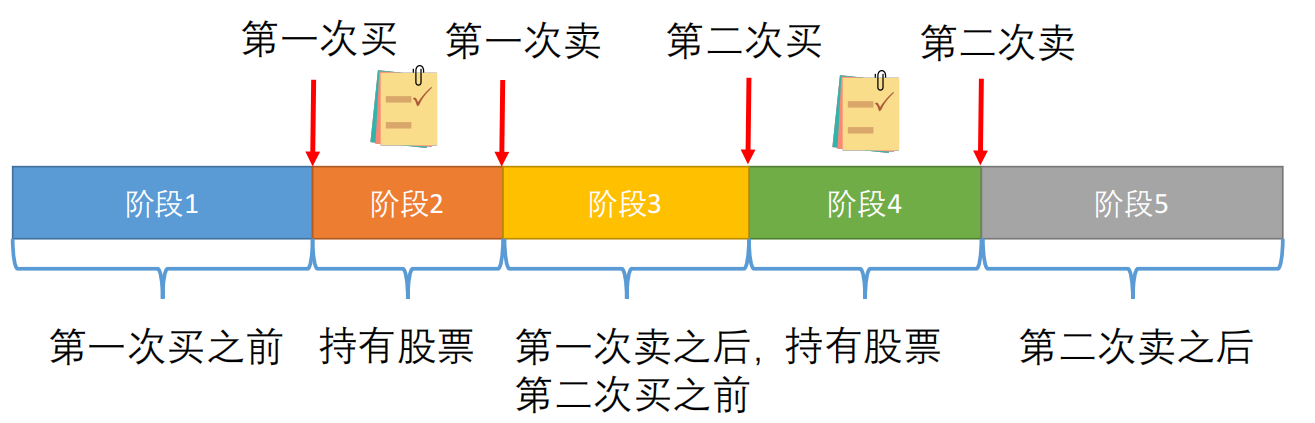 第一次买 第一次卖 第二次买 第二次卖
阶段1 阶段2 阶段3 阶段4 阶段5
第一次买之前 持有股票 第一次卖之后, 持有股票 第二次卖之后
第二次买之前